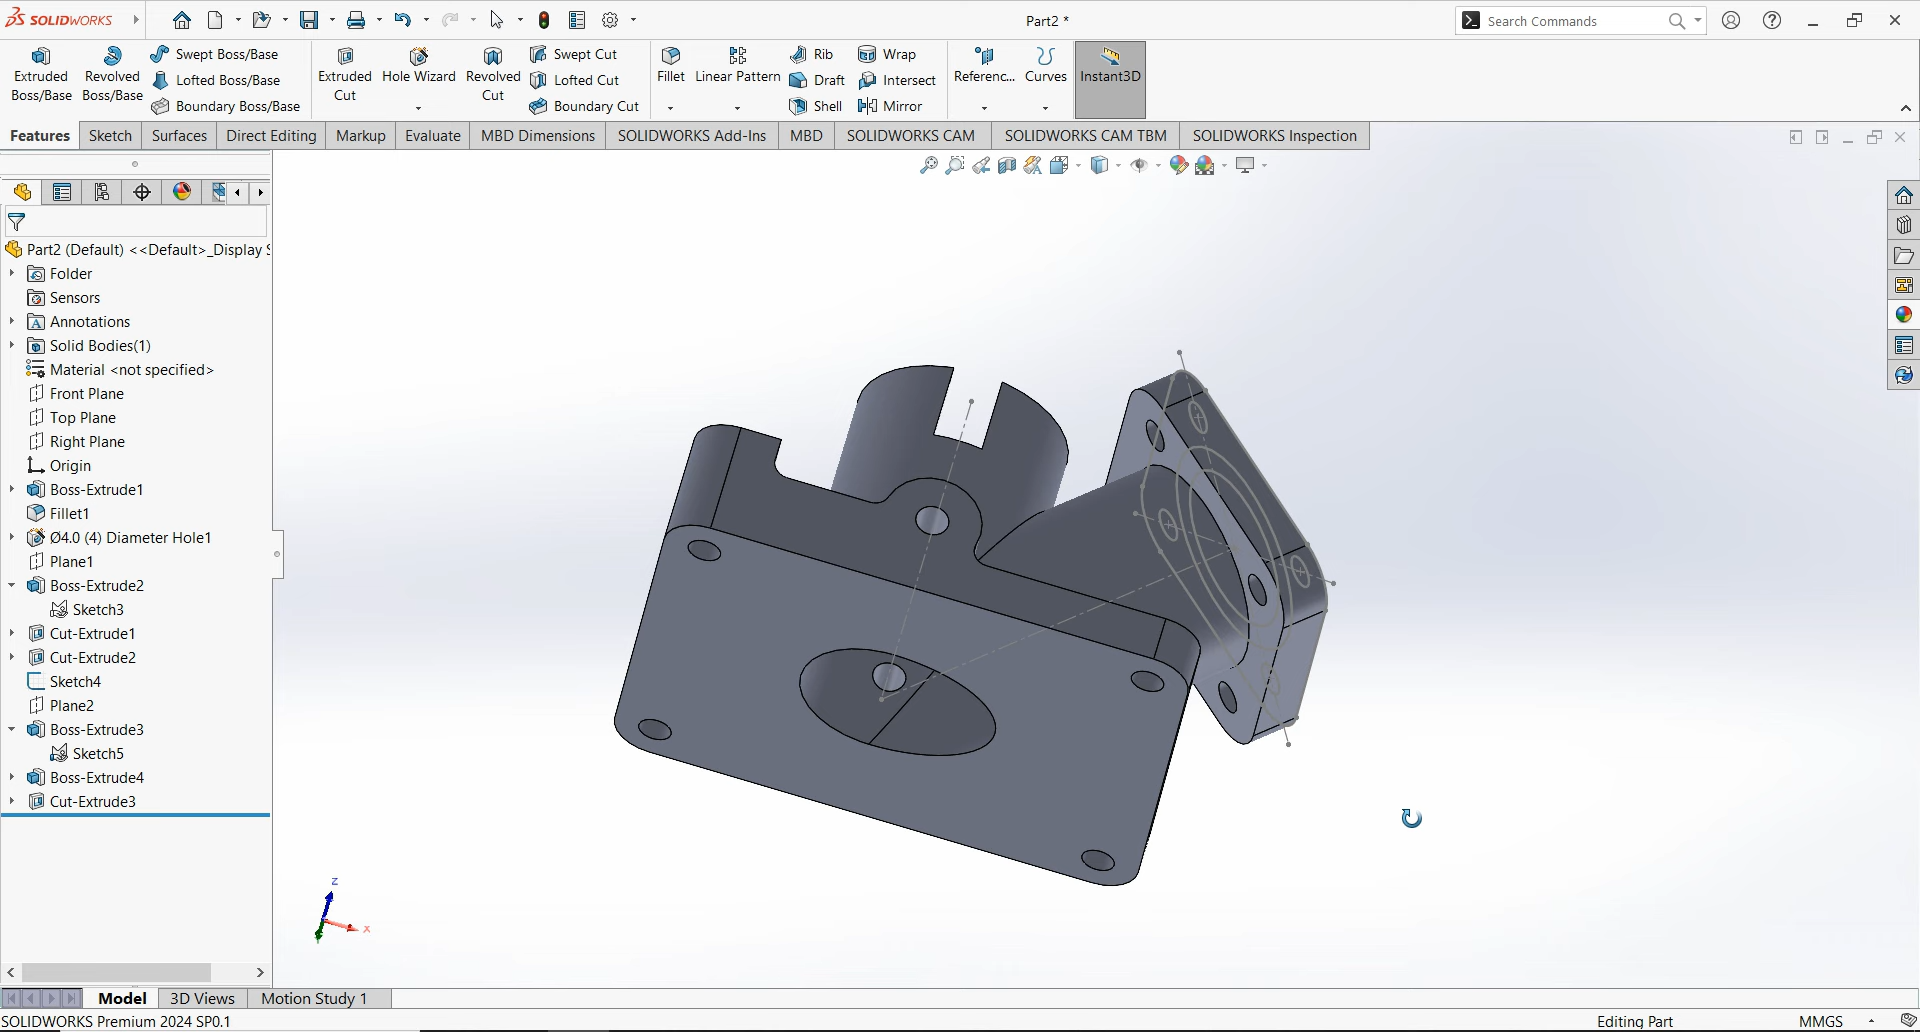 SOLIDWORKS
Part2 *
Search Commands
Extruded Boss/Base
Revolved Boss/Base
Swept Boss/Base
Lofted Boss/Base
Boundary Boss/Base
Extruded Cut
Hole Wizard
Revolved Cut
Swept Cut
Lofted Cut
Boundary Cut
Fillet
Linear Pattern
Rib
Draft
Shell
Wrap
Intersect
Mirror
Referenc...
Curves
Instant3D
Features
Sketch
Surfaces
Direct Editing
Markup
Evaluate
MBD Dimensions
SOLIDWORKS Add-Ins
MBD
SOLIDWORKS CAM
SOLIDWORKS CAM TBM
SOLIDWORKS Inspection
Part2 (Default) <<Default>_Display S
Folder
Sensors
Annotations
Solid Bodies(1)
Material <not specified>
Front Plane
Top Plane
Right Plane
Origin
Boss-Extrude1
Fillet1
Ø4.0 (4) Diameter Hole1
Plane1
Boss-Extrude2
Sketch3
Cut-Extrude1
Cut-Extrude2
Sketch4
Plane2
Boss-Extrude3
Sketch5
Boss-Extrude4
Cut-Extrude3
z
x
Model
3D Views
Motion Study 1
SOLIDWORKS Premium 2024 SP0.1
Editing Part
MMGS